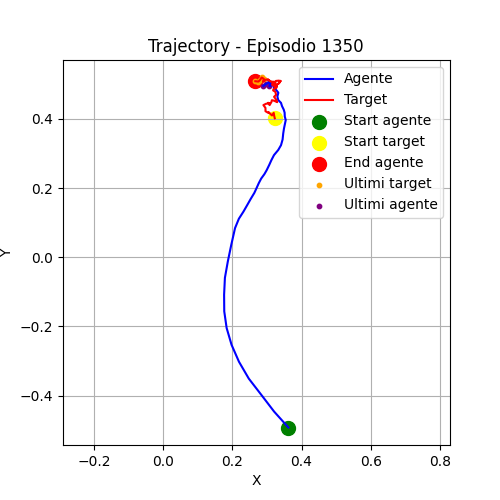 Trajectory - Episodio 1350
Agente
Target
Start agente
Start target
End agente
Ultimi target
Ultimi agente
0.4
0.2
0.0
−0.2
−0.4
Y
−0.2
0.0
0.2
0.4
0.6
0.8
X